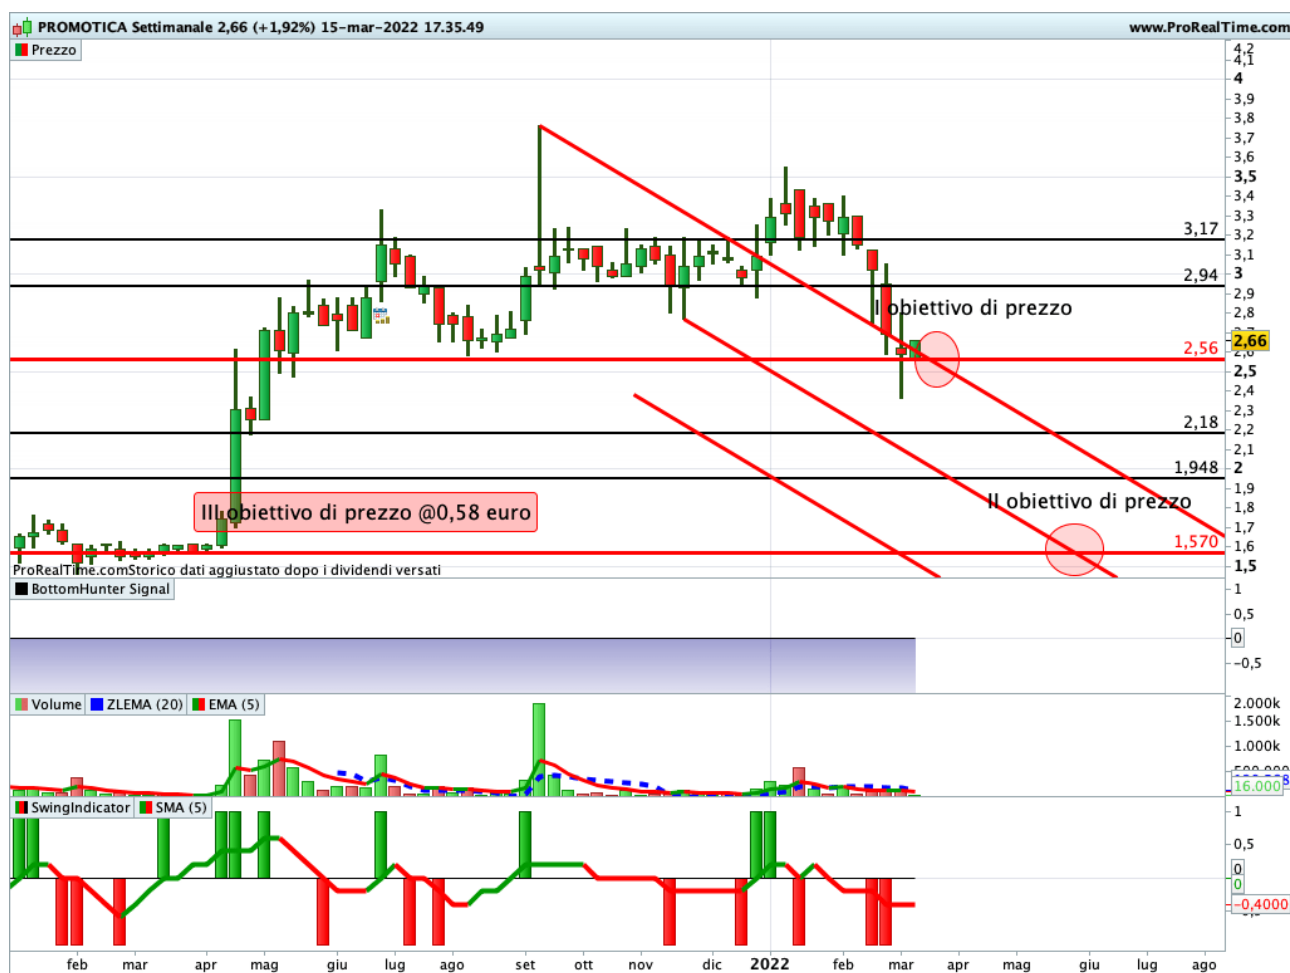 PROMOTICA Settimanale 2,66 (+1,92%) 15-mar-2022 17.35.49 www.ProRealTime.com
Prezzo
4,2
4,1
4
3,9
3,8
3,7
3,6
3,5
3,4
3,3
3,17 3,2
3,1
2,94 3
2,9
I obiettivo di prezzo 2,8
2,66
2,56
2,5
2,4
2,3
2,18 2,2
2,1
1,948 2
1,9
II obiettivo di prezzo 1,8
III obiettivo di prezzo @0,58 euro
1,7
1,570 1,6
ProRealTime.comStorico dati aggiustato dopo i dividendi versati 1,5
BottomHunter Signal 1
0,5
0
-0,5
Volume ZLEMA (20) EMA (5) 2.000k
1.500k
1.000k
16.000
SwingIndicator SMA (5) 1
0,5
0
0
-0,4000
feb mar apr mag giu lug ago set ott nov dic 2022 feb mar apr mag giu lug ago